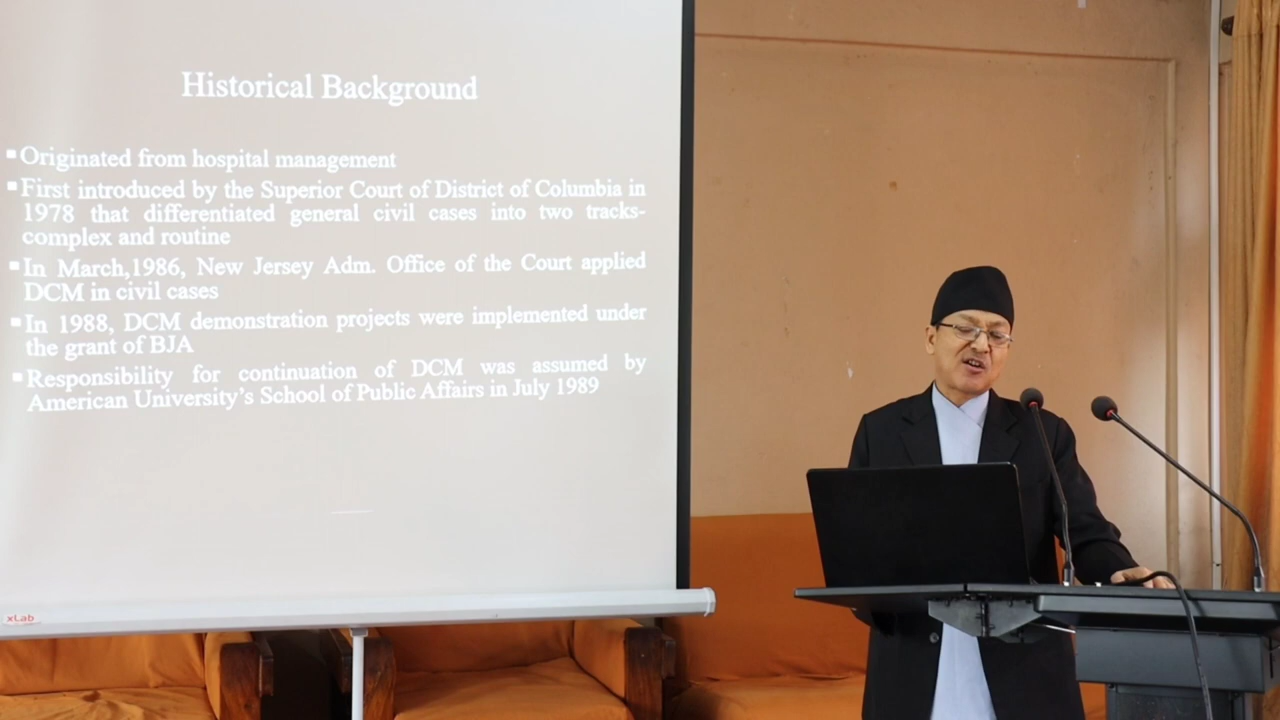 Historical Background
▪Originated from hospital management
▪First introduced by the Superior Court of District of Columbia in
1978 that differentiated general civil cases into two tracks-
complex and routine
▪In March,1986, New Jersey Adm. Office of the Court applied
DCM in civil cases
▪In 1988, DCM demonstration projects were implemented under
the grant of BJA
▪Responsibility for connuation of DCM was assumed by
American University's School of Public Affairs in July 1989
xLab